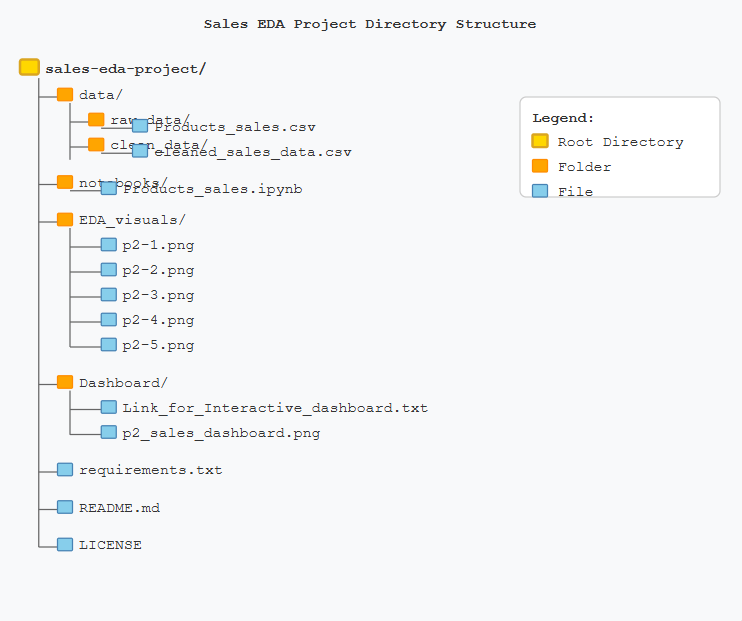 Sales EDA Project Directory Structure
sales-eda-project/
data/
raw_data/
Products_sales.csv
clean_data/
cleaned_sales_data.csv
notebooks/
Products_sales.ipynb
EDA_visuals/
p2-1.png
p2-2.png
p2-3.png
p2-4.png
p2-5.png
Dashboard/
Link_for_Interactive_dashboard.txt
p2_sales_dashboard.png
requirements.txt
README.md
LICENSE
Legend:
Root Directory
Folder
File